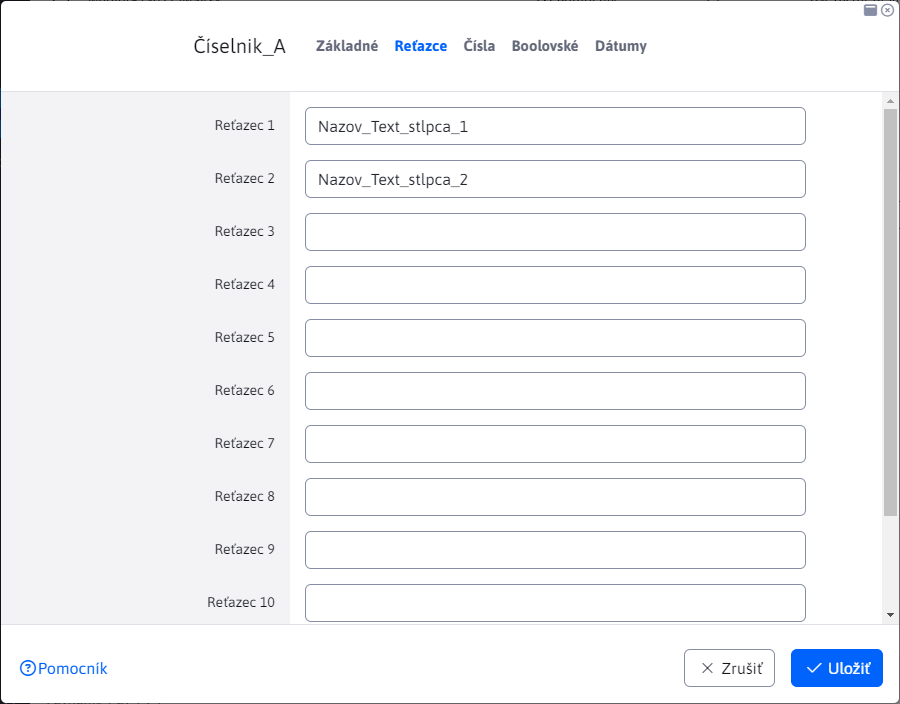 Číselnik_A Základné Reťazce Čísla Boolovské Dátumy
Reťazec 1 Nazov_Text_stlpca_1
Reťazec 2 Nazov_Text_stlpca_2
Reťazec 3
Reťazec 4
Reťazec 5
Reťazec 6
Reťazec 7
Reťazec 8
Reťazec 9
Reťazec 10
Pomocník Zrušiť Uložiť